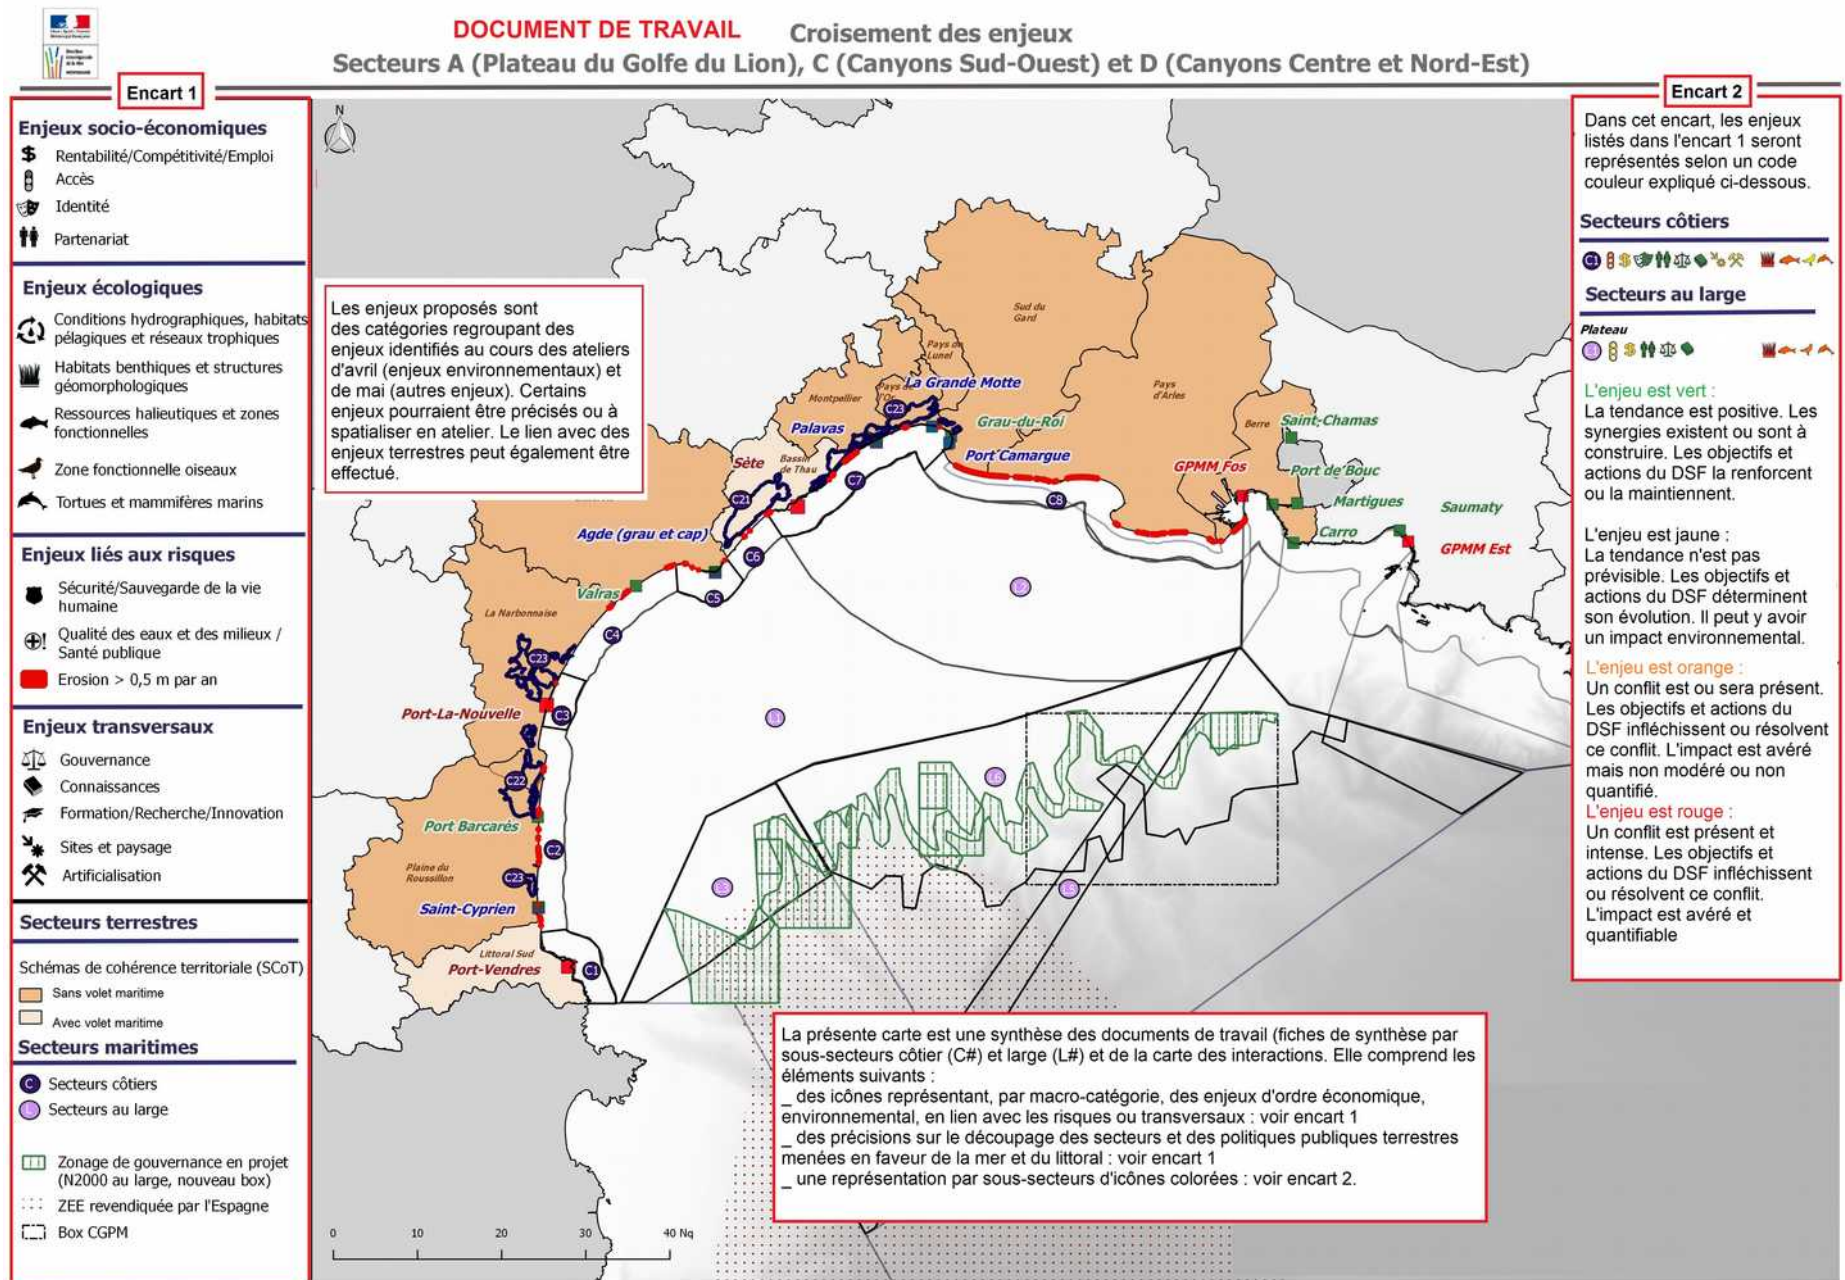 DOCUMENT DE TRAVAIL Croisement des enjeux
Secteurs A (Plateau du Golfe du Lion), C (Canyons Sud-Ouest) et D (Canyons Centre et Nord-Est)
Encart 1
Enjeux socio-économiques
$ Rentabilité/Compétitivité/Emploi
Accès
Identité
Partenariat
Enjeux écologiques
Conditions hydrographiques, habitats
pélagiques et réseaux trophiques
Habitats benthiques et structures
géomorphologiques
Ressources halieutiques et zones
fonctionnelles
Zone fonctionelle oiseaux
Tortues et mammifères marins
Enjeux liés aux risques
Sécurité/Sauvegarde de la vie
humaine
Qualité des eaux et des milieux /
Santé publique
Erosion > 0,5 m par an
Enjeux transversaux
Gouvernance
Connaissances
Formation/Recherche/Innovation
Sites et paysage
Artificialisation
Secteurs terrestres
Schémas de cohérence territoriale (SCoT)
Sans volet maritime
Avec volet maritime
Secteurs maritimes
C Secteurs côtiers
L Secteurs au large
Zonage de gouvernance en projet
(N2000 au large, nouveau box)
ZEE revendiquée par l'Espagne
Box CGPM
N
Les enjeux proposés sont
des catégories regroupant des
enjeux identifiés au cours des ateliers
d'avril (enjeux environnementaux) et
de mai (autres enjeux). Certains
enjeux pourraient être précisés ou à
spatialiser en atelier. Le lien avec des
enjeux terrestres peut également être
effectué.
Sud du
Gard
Pays de
Lunel
La Grande Motte
Pays de
l'Or
Montpellier
C23
Pays
d'Arles
Palavas
Grau-du-Roi
Berre
Saint-Chamas
Sète
Bassin
de Thau
Port Camargue
GPMM Fos
Port de Bouc
C7
C21
C8
Martigues
Saumaty
Agde (grau et cap)
Carro
GPMM Est
C6
Valras
C5
L2
La Narbonnaise
C4
C23
Port-La-Nouvelle
C3
L1
C22
L6
Port Barcarès
C2
Plaine du
Roussillon
C23
L3
L5
Saint-Cyprien
Littoral Sud
Port-Vendres
C1
La présente carte est une synthèse des documents de travail (fiches de synthèse par
sous-secteurs côtier (C#) et large (L#) et de la carte des interactions. Elle comprend les
éléments suivants :
_ des icônes représentant, par macro-catégorie, des enjeux d'ordre économique,
environnemental, en lien avec les risques ou transversaux : voir encart 1
_ des précisions sur le découpage des secteurs et des politiques publiques terrestres
menées en faveur de la mer et du littoral : voir encart 1
_ une représentation par sous-secteurs d'icônes colorées : voir encart 2.
0 10 20 30 40 Nq
Encart 2
Dans cet encart, les enjeux
listés dans l'encart 1 seront
représentés selon un code
couleur expliqué ci-dessous.
Secteurs côtiers
C1 $
Secteurs au large
Plateau
$
L'enjeu est vert :
La tendance est positive. Les
synergies existent ou sont à
construire. Les objectifs et
actions du DSF la renforcent
ou la maintiennent.
L'enjeu est jaune :
La tendance n'est pas
prévisible. Les objectifs et
actions du DSF déterminent
son évolution. Il peut y avoir
un impact environnemental.
L'enjeu est orange :
Un conflit est ou sera présent.
Les objectifs et actions du
DSF infléchissent ou résolvent
ce conflit. L'impact est avéré
mais non modéré ou non
quantifié.
L'enjeu est rouge :
Un conflit est présent et
intense. Les objectifs et
actions du DSF infléchissent
ou résolvent ce conflit.
L'impact est avéré et
quantifiable